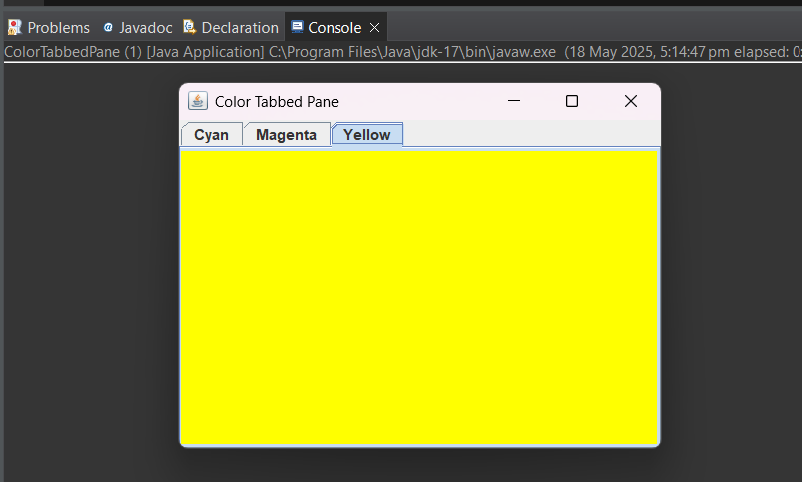 Problems Javadoc Declaration Console
ColorTabbedPane (1) [Java Application] C:\Program Files\Java\jdk-17\bin\javaw.exe (18 May 2025, 5:14:47 pm elapsed: 0:
Color Tabbed Pane
Cyan Magenta Yellow